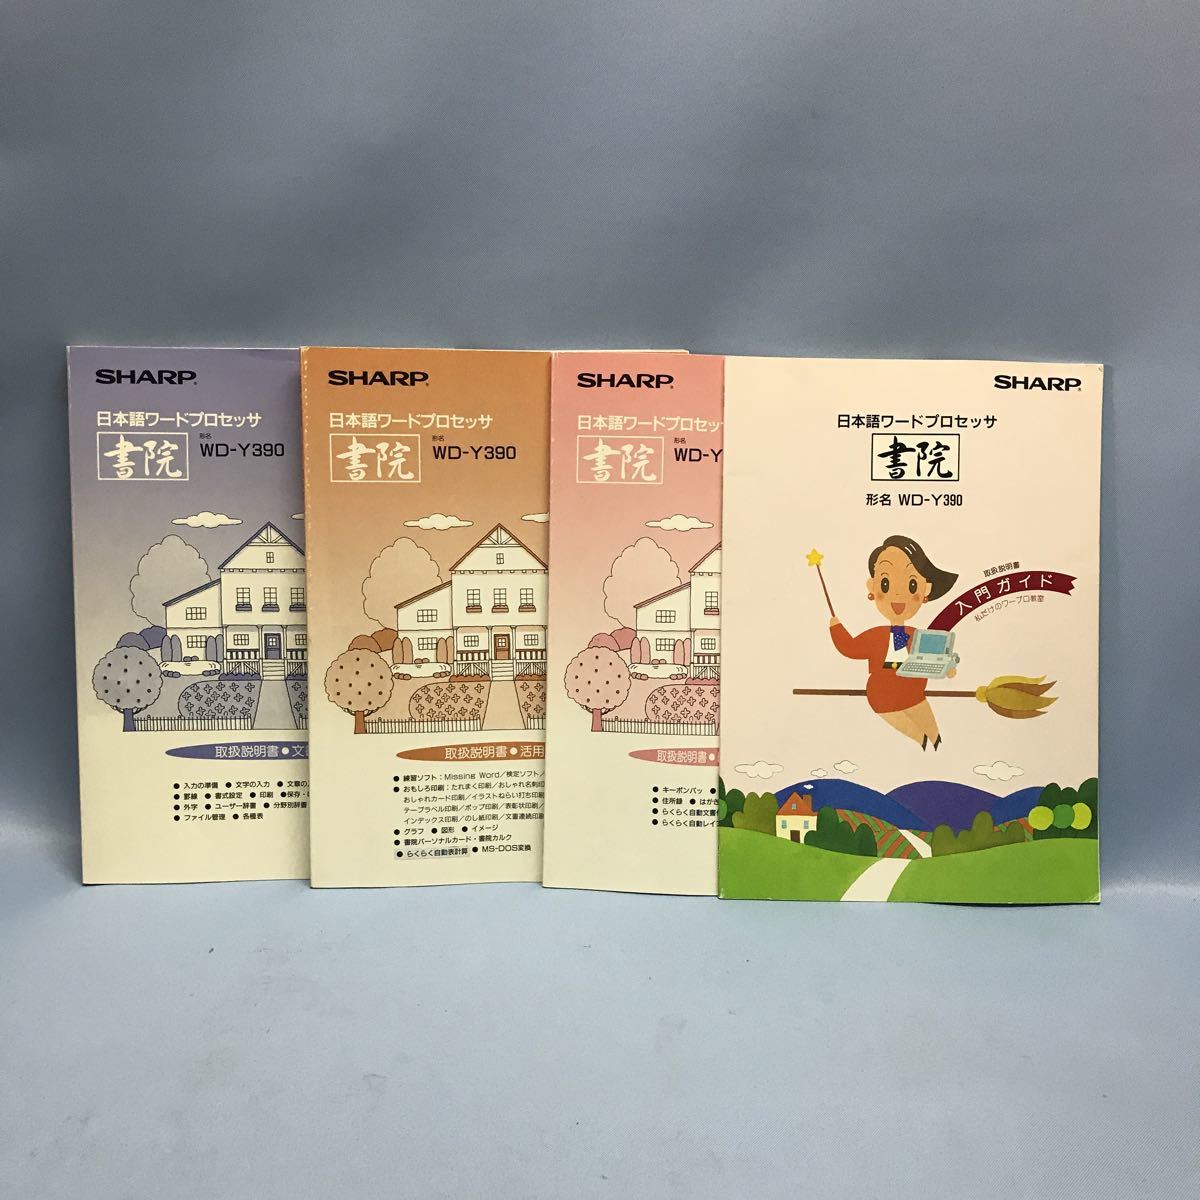 SHARP
日本語ワードプロセッサ
書院
形名
WD-Y390
取扱説明書●文
● 入力の準備 ● 文字の入力 ● 文章の
● 罫線 ● 書式設定 ● 印刷 ●保存・
● 外字 ● ユーザー辞書 ● 分野別辞書
● ファイル管理 ● 各種表
SHARP
日本語ワードプロセッサ
書院
形名
WD-Y390
取扱説明書●活用
● 練習ソフト：Missing Word／検定ソフト／
● おもしろ印刷：たれまく印刷／おしゃれ名刺印刷
おしゃれカード印刷／イラストねらい打ち印刷
テープラベル印刷／ポップ印刷／表彰状印刷／
インデックス印刷／のし紙印刷／文書連続印刷
● グラフ ● 図形 ● イメージ
● 書院パーソナルカード・書院カルク
● らくらく自動表計算 ● MS-DOS変換
SHARP
日本語ワードプロセッ
書院
形名
WD-Y
取扱説明書●
● キーポンパッ ●
● 住所録 ● はがき
● らくらく自動文書
● らくらく自動レイ
SHARP
日本語ワードプロセッサ
書院
形名 WD-Y390
取扱説明書
入門ガイド
私だけのワープロ教室